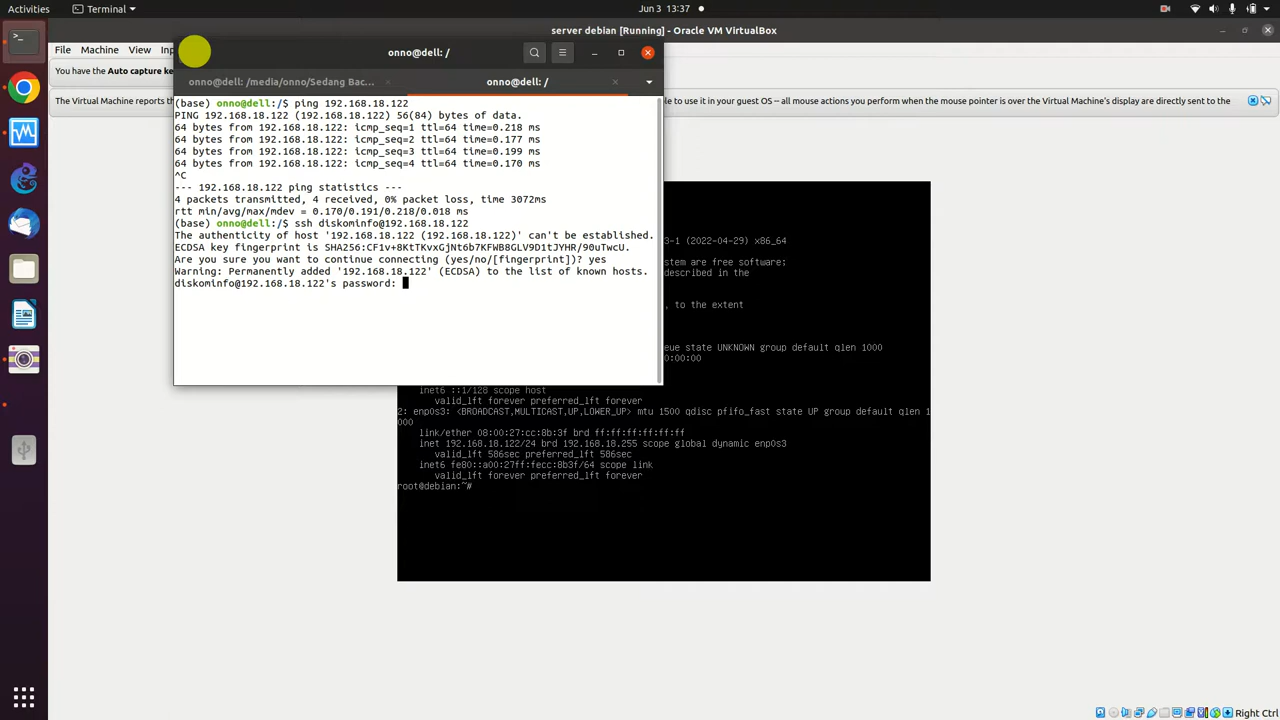 Activities
Terminal
Jun 3 13:37
server debian [Running] - Oracle VM VirtualBox
File Machine View
You have the Auto capture
The Virtual Machine reports
le to use it in your guest OS -- all mouse actions you perform when the mouse pointer is over the Virtual Machine's display are directly sent to the
onno@dell: /
onno@dell: /media/onno/Sedang Bac...
onno@dell: /
(base) onno@dell:/$ ping 192.168.18.122
PING 192.168.18.122 (192.168.18.122) 56(84) bytes of data.
64 bytes from 192.168.18.122: icmp_seq=1 ttl=64 time=0.218 ms
64 bytes from 192.168.18.122: icmp_seq=2 ttl=64 time=0.177 ms
64 bytes from 192.168.18.122: icmp_seq=3 ttl=64 time=0.199 ms
64 bytes from 192.168.18.122: icmp_seq=4 ttl=64 time=0.170 ms
^C
--- 192.168.18.122 ping statistics ---
4 packets transmitted, 4 received, 0% packet loss, time 3072ms
rtt min/avg/max/mdev = 0.170/0.191/0.218/0.018 ms
(base) onno@dell:/$ ssh diskominfo@192.168.18.122
The authenticity of host '192.168.18.122 (192.168.18.122)' can't be established.
ECDSA key fingerprint is SHA256:CF1v+8KtTKvxGjNt6b7KFWB8GLV9D1tJYHR/90uTwcU.
Are you sure you want to continue connecting (yes/no/[fingerprint])? yes
Warning: Permanently added '192.168.18.122' (ECDSA) to the list of known hosts.
diskominfo@192.168.18.122's password:
3-1 (2022-04-29) x86_64
stem are free software;
described in the
, to the extent
eue state UNKNOWN group default qlen 1000
00:00:00
inet6 ::1/128 scope host
valid_lft forever preferred_lft forever
2: enp0s3: <BROADCAST,MULTICAST,UP,LOWER_UP> mtu 1500 qdisc pfifo_fast state UP group default qlen 1
000
link/ether 08:00:27:cc:8b:3f brd ff:ff:ff:ff:ff:ff
inet 192.168.18.122/24 brd 192.168.18.255 scope global dynamic enp0s3
valid_lft 586sec preferred_lft 586sec
inet6 fe80::a00:27ff:fecc:8b3f/64 scope link
valid_lft forever preferred_lft forever
root@debian:~#
Right Ctrl